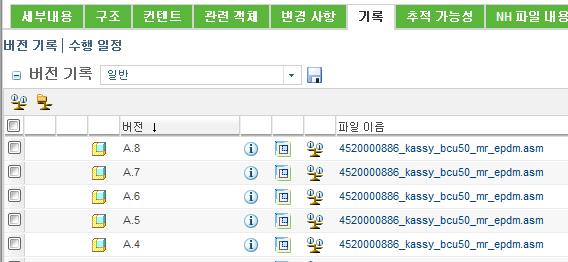 세부내용 구조 컨텐트 관련 객체 변경 사항 기록 추적 가능성 NH 파일 내용
버전 기록 | 수행 일정
버전 기록 일반
버전 ↓ 파일 이름
A.8 4520000886_kassy_bcu50_mr_epdm.asm
A.7 4520000886_kassy_bcu50_mr_epdm.asm
A.6 4520000886_kassy_bcu50_mr_epdm.asm
A.5 4520000886_kassy_bcu50_mr_epdm.asm
A.4 4520000886_kassy_bcu50_mr_epdm.asm